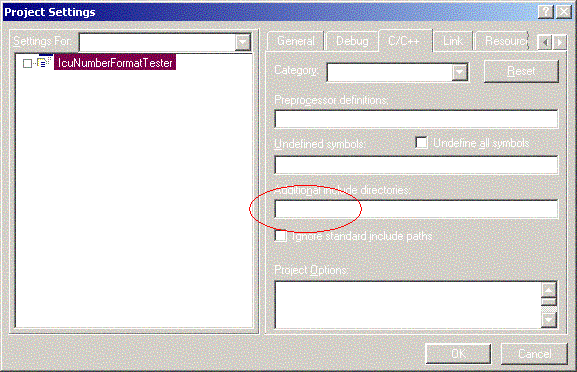 Project Settings
Settings For:
IcuNumberFormatTester
General
Debug
C/C++
Link
Resourc
Category:
Reset
Preprocessor definitions:
Undefined symbols:
Undefine all symbols
Additional include directories:
Ignore standard include paths
Project Options:
OK
Cancel